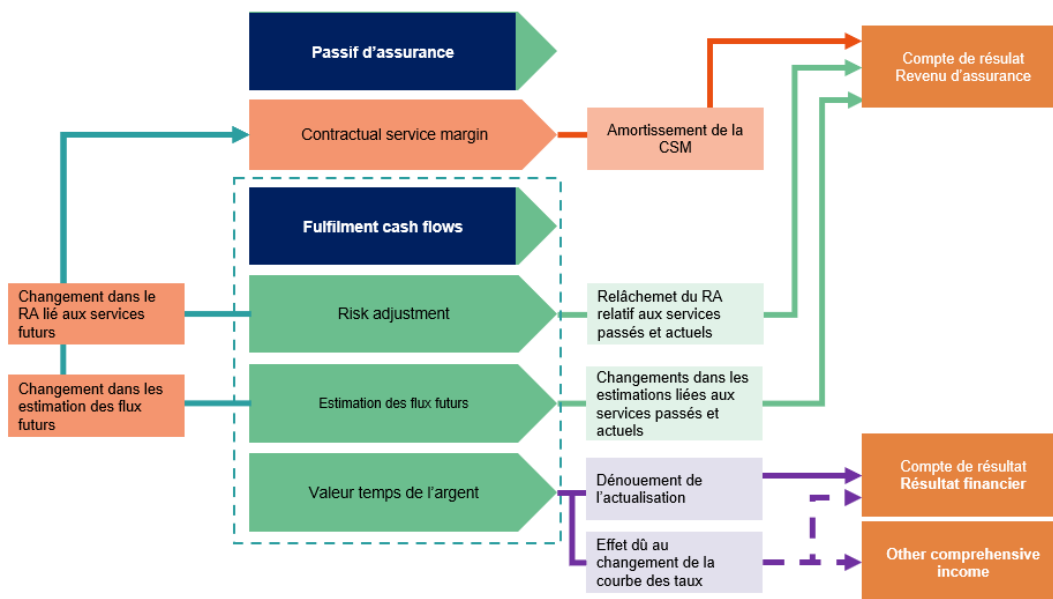 Passif d'assurance
Compte de résulat
Revenu d'assurance
Contractual service margin
Amortissement de la
CSM
Fulfilment cash flows
Changement dans le
RA lié aux services
futurs
Risk adjustment
Relâchemet du RA
relatif aux services
passés et actuels
Changement dans les
estimation des flux
futurs
Estimation des flux futurs
Changements dans les
estimations liées aux
services passés et
actuels
Valeur temps de l'argent
Dénouement de
l'actualisation
Compte de résultat
Résultat financier
Effet dû au
changement de la
courbe des taux
Other comprehensive
income